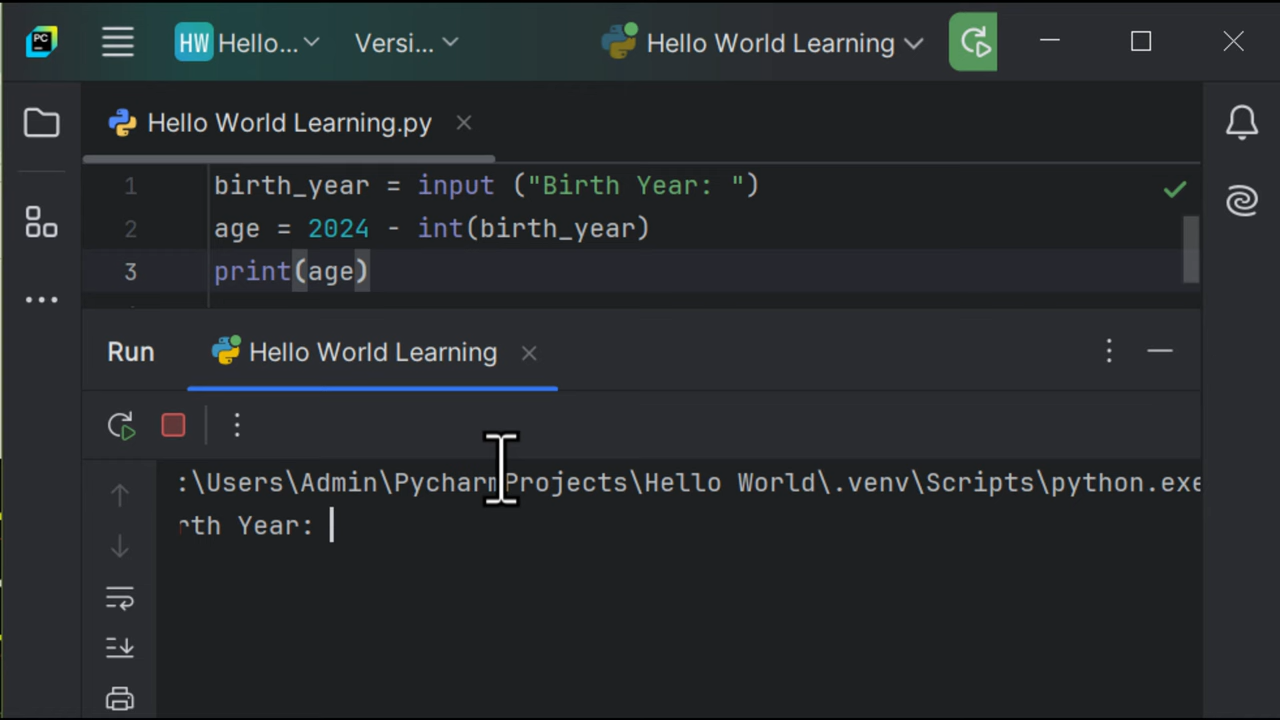 PC
HW Hello... Versi... Hello World Learning
Hello World Learning.py
1 birth_year = input ("Birth Year: ")
2 age = 2024 - int(birth_year)
3 print(age)
Run Hello World Learning
:\Users\Admin\PycharmProjects\Hello World\.venv\Scripts\python.exe
rth Year: